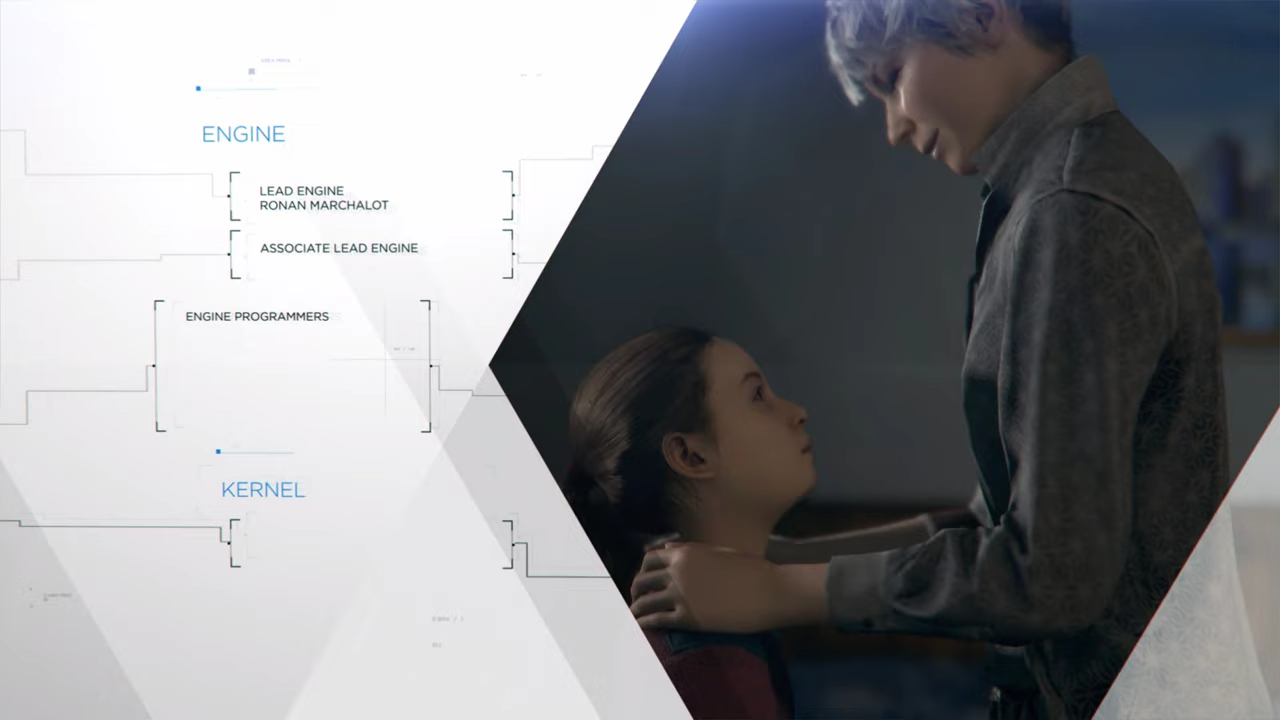 ENGINE
LEAD ENGINE
RONAN MARCHALOT
ASSOCIATE LEAD ENGINE
ENGINE PROGRAMMERS
KERNEL